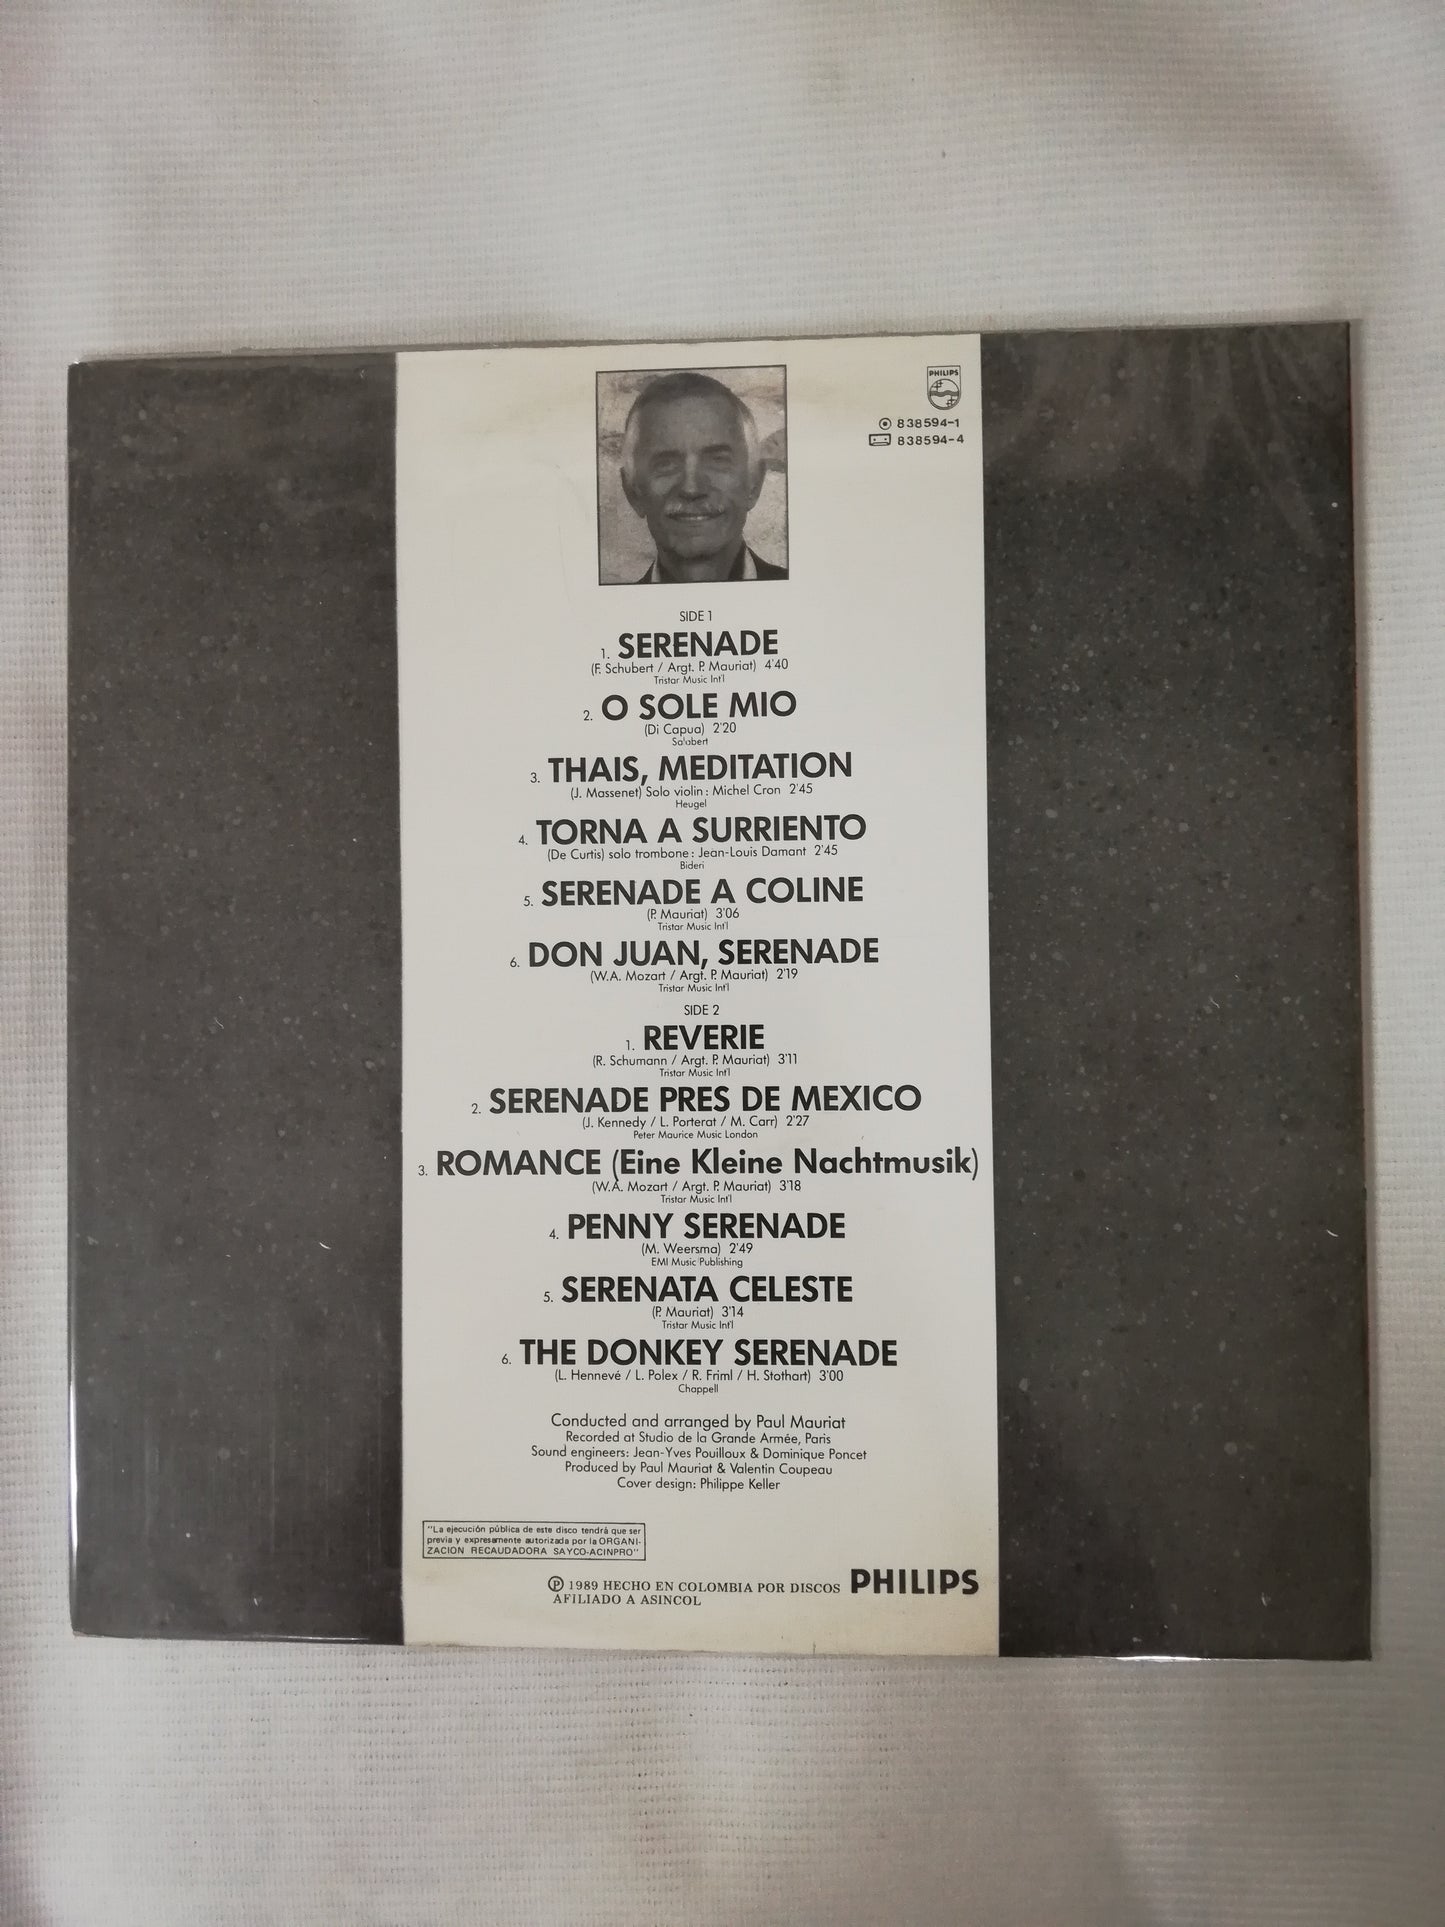 PHILIPS
838594-1
838594-4
SIDE 1
1. SERENADE
(F. Schubert / Argt. P. Mauriat) 4'40
Tristar Music Int'l
2. O SOLE MIO
(Di Capua) 2'20
Salabert
3. THAIS, MEDITATION
(J. Massenet) Solo violin : Michel Cron 2'45
Heugel
4. TORNA A SURRIENTO
(De Curtis) solo trombone : Jean-Louis Damant 2'45
Bideri
5. SERENADE A COLINE
(P. Mauriat) 3'06
Tristar Music Int'l
6. DON JUAN, SERENADE
(W.A. Mozart / Argt. P. Mauriat) 2'19
Tristar Music Int'l
SIDE 2
1. REVERIE
(R. Schumann / Argt. P. Mauriat) 3'11
Tristar Music Int'l
2. SERENADE PRES DE MEXICO
(J. Kennedy / L. Porterat / M. Carr) 2'27
Peter Maurice Music London
3. ROMANCE (Eine Kleine Nachtmusik)
(W.A. Mozart / Argt. P. Mauriat) 3'18
Tristar Music Int'l
4. PENNY SERENADE
(M. Weersma) 2'49
EMI Music Publishing
5. SERENATA CELESTE
(P. Mauriat) 3'14
Tristar Music Int'l
6. THE DONKEY SERENADE
(L. Hennevé / L. Polex / R. Friml / H. Stothart) 3'00
Chappell
Conducted and arranged by Paul Mauriat
Recorded at Studio de la Grande Armée, Paris
Sound engineers: Jean-Yves Pouilloux & Dominique Poncet
Produced by Paul Mauriat & Valentin Coupeau
Cover design: Philippe Keller
"La ejecución pública de este disco tendrá que ser
previa y expresamente autorizada por la ORGANI-
ZACION RECAUDADORA SAYCO-ACINPRO"
℗ 1989 HECHO EN COLOMBIA POR DISCOS PHILIPS
AFILIADO A ASINCOL